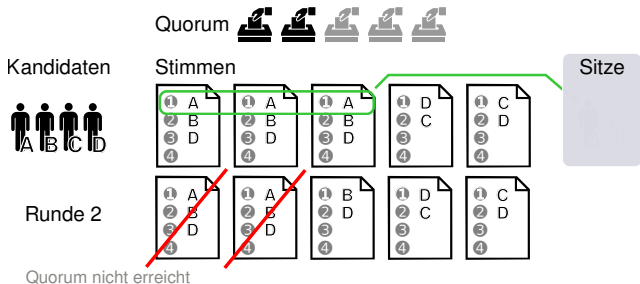 Quorum
Kandidaten Stimmen Sitze
A B C D
1 A 1 A 1 A 1 D 1 C
2 B 2 B 2 B 2 C 2 D
3 D 3 D 3 D 3 3
4 4 4 4 4
Runde 2
1 A 1 A 1 B 1 D 1 C
2 B 2 B 2 D 2 C 2 D
3 D 3 D 3 3 3
4 4 4 4 4
Quorum nicht erreicht